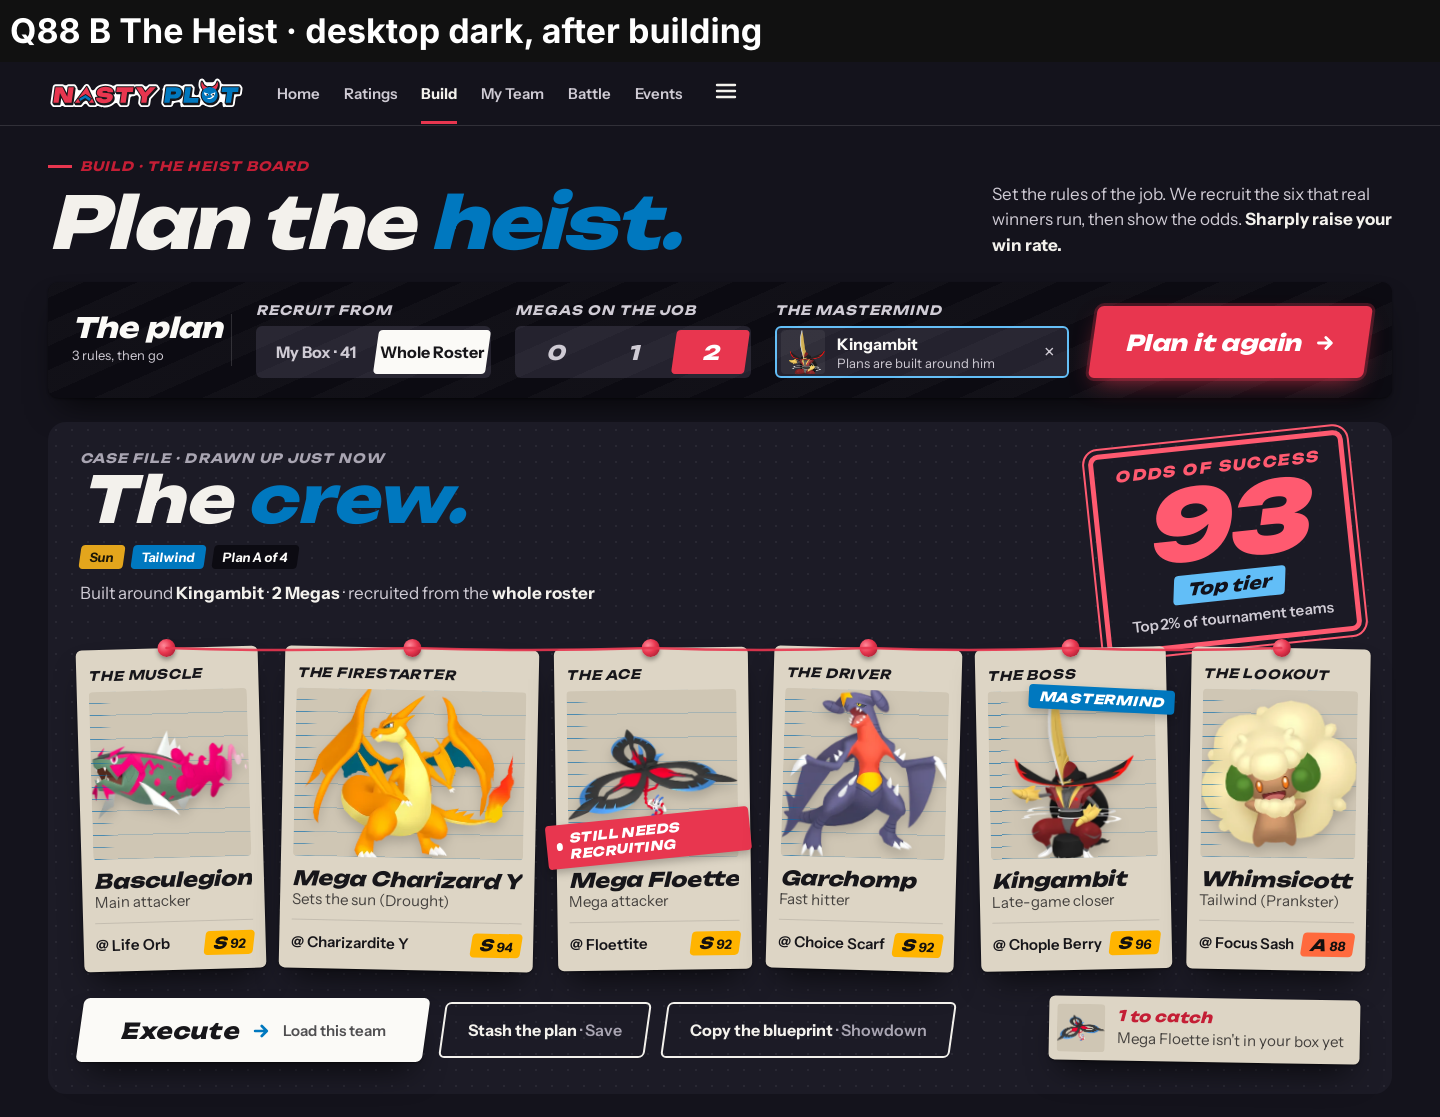 Q88 B The Heist · desktop dark, after building
NASTY PLOT
Home Ratings Build My Team Battle Events
BUILD · THE HEIST BOARD
Plan the heist.
Set the rules of the job. We recruit the six that real
winners run, then show the odds. Sharply raise your
win rate.
The plan
3 rules, then go
RECRUIT FROM
My Box · 41 Whole Roster
MEGAS ON THE JOB
0 1 2
THE MASTERMIND
Kingambit
Plans are built around him
×
Plan it again →
CASE FILE · DRAWN UP JUST NOW
The crew.
Sun Tailwind Plan A of 4
Built around Kingambit · 2 Megas · recruited from the whole roster
ODDS OF SUCCESS
93
Top tier
Top 2% of tournament teams
THE MUSCLE
Basculegion
Main attacker
@ Life Orb S 92
THE FIRESTARTER
Mega Charizard Y
Sets the sun (Drought)
@ Charizardite Y S 94
THE ACE
STILL NEEDS
RECRUITING
Mega Floette
Mega attacker
@ Floettite S 92
THE DRIVER
Garchomp
Fast hitter
@ Choice Scarf S 92
THE BOSS
MASTERMIND
Kingambit
Late-game closer
@ Chople Berry S 96
THE LOOKOUT
Whimsicott
Tailwind (Prankster)
@ Focus Sash A 88
Execute → Load this team
Stash the plan · Save
Copy the blueprint · Showdown
1 to catch
Mega Floette isn't in your box yet